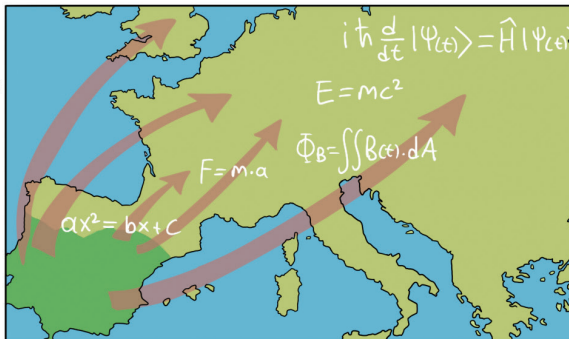 iℏ d/dt |Ψ(t)⟩ = Ĥ |Ψ(t)⟩
E = mc²
Φ_B = ∬ B(t) · dA
F = m · a
ax² = bx + c